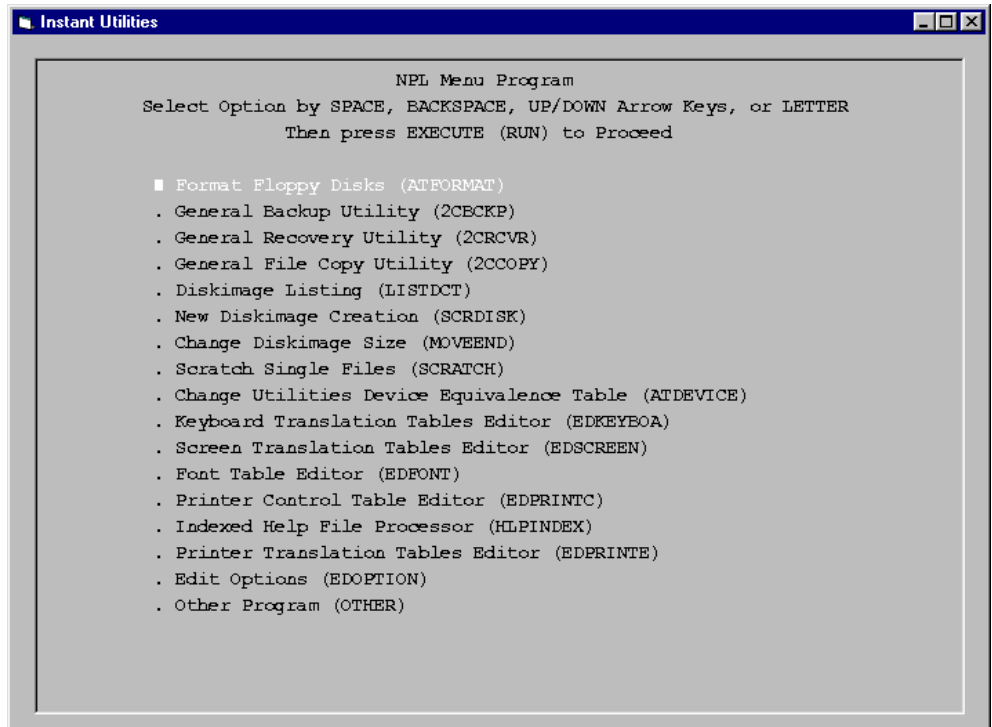 Instant Utilities
NPL Menu Program
Select Option by SPACE, BACKSPACE, UP/DOWN Arrow Keys, or LETTER
Then press EXECUTE (RUN) to Proceed
Format Floppy Disks (ATFORMAT)
. General Backup Utility (2CBCKP)
. General Recovery Utility (2CRCVR)
. General File Copy Utility (2CCOPY)
. Diskimage Listing (LISTDCT)
. New Diskimage Creation (SCRDISK)
. Change Diskimage Size (MOVEEND)
. Scratch Single Files (SCRATCH)
. Change Utilities Device Equivalence Table (ATDEVICE)
. Keyboard Translation Tables Editor (EDKEYBOA)
. Screen Translation Tables Editor (EDSCREEN)
. Font Table Editor (EDFONT)
. Printer Control Table Editor (EDPRINTC)
. Indexed Help File Processor (HLPINDEX)
. Printer Translation Tables Editor (EDPRINTE)
. Edit Options (EDOPTION)
. Other Program (OTHER)